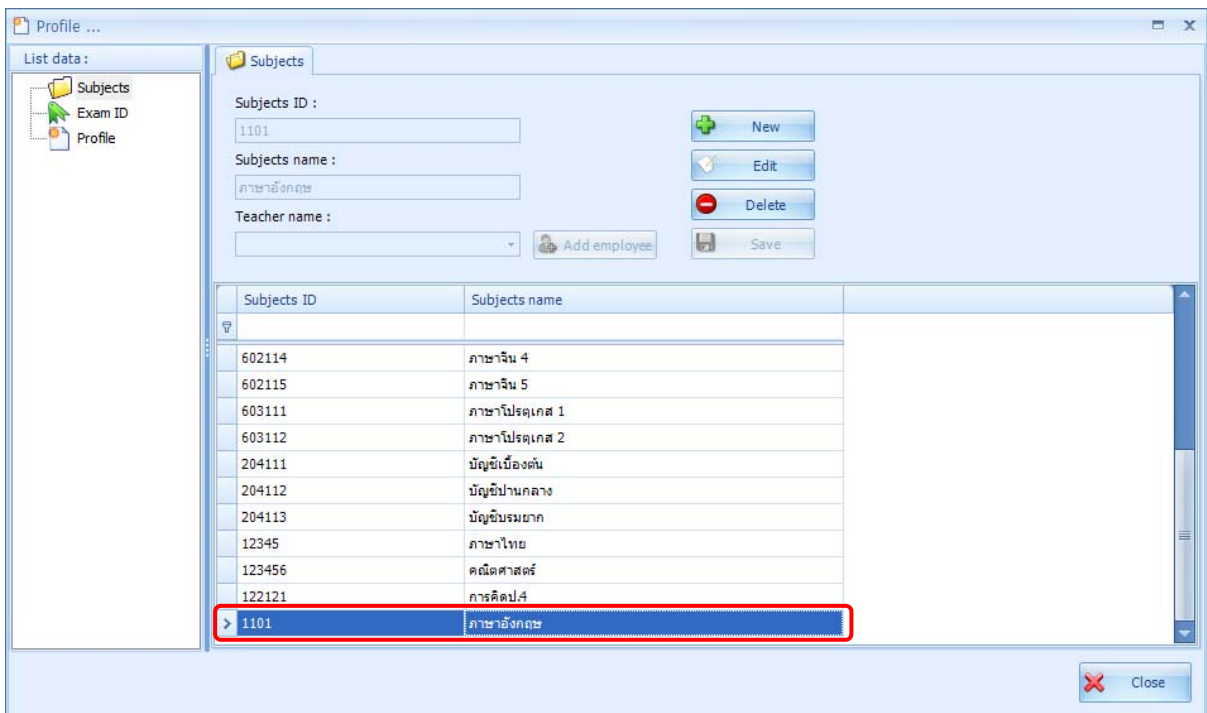 Profile ...
List data :
Subjects
Exam ID
Profile
Subjects
Subjects ID :
1101
Subjects name :
ภาษาอังกฤษ
Teacher name :
Add employee
New
Edit
Delete
Save
Subjects ID Subjects name
602114 ภาษาจีน 4
602115 ภาษาจีน 5
603111 ภาษาโปรตุเกส 1
603112 ภาษาโปรตุเกส 2
204111 บัญชีเบื้องต้น
204112 บัญชีปานกลาง
204113 บัญชีบรมยาก
12345 ภาษาไทย
123456 คณิตศาสตร์
122121 การคิดป.4
1101 ภาษาอังกฤษ
Close